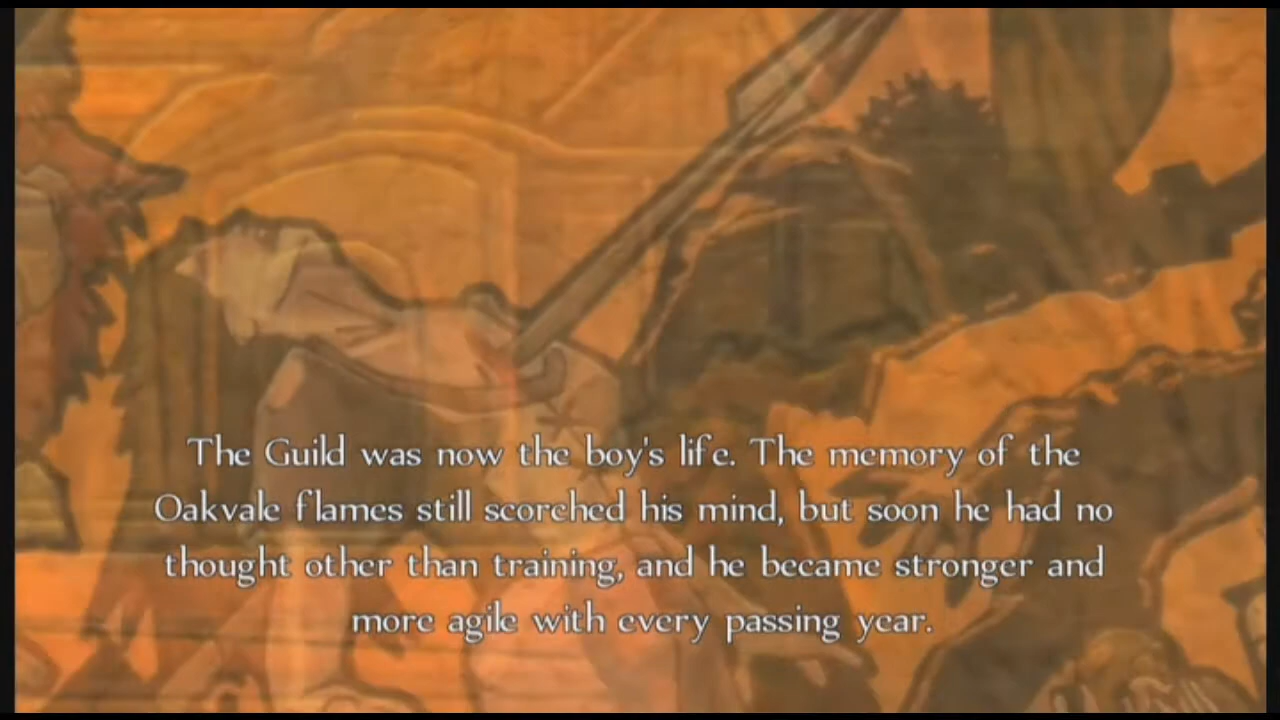 The Guild was now the boy's life. The memory of the
Oakvale flames still scorched his mind, but soon he had no
thought other than training, and he became stronger and
more agile with every passing year.